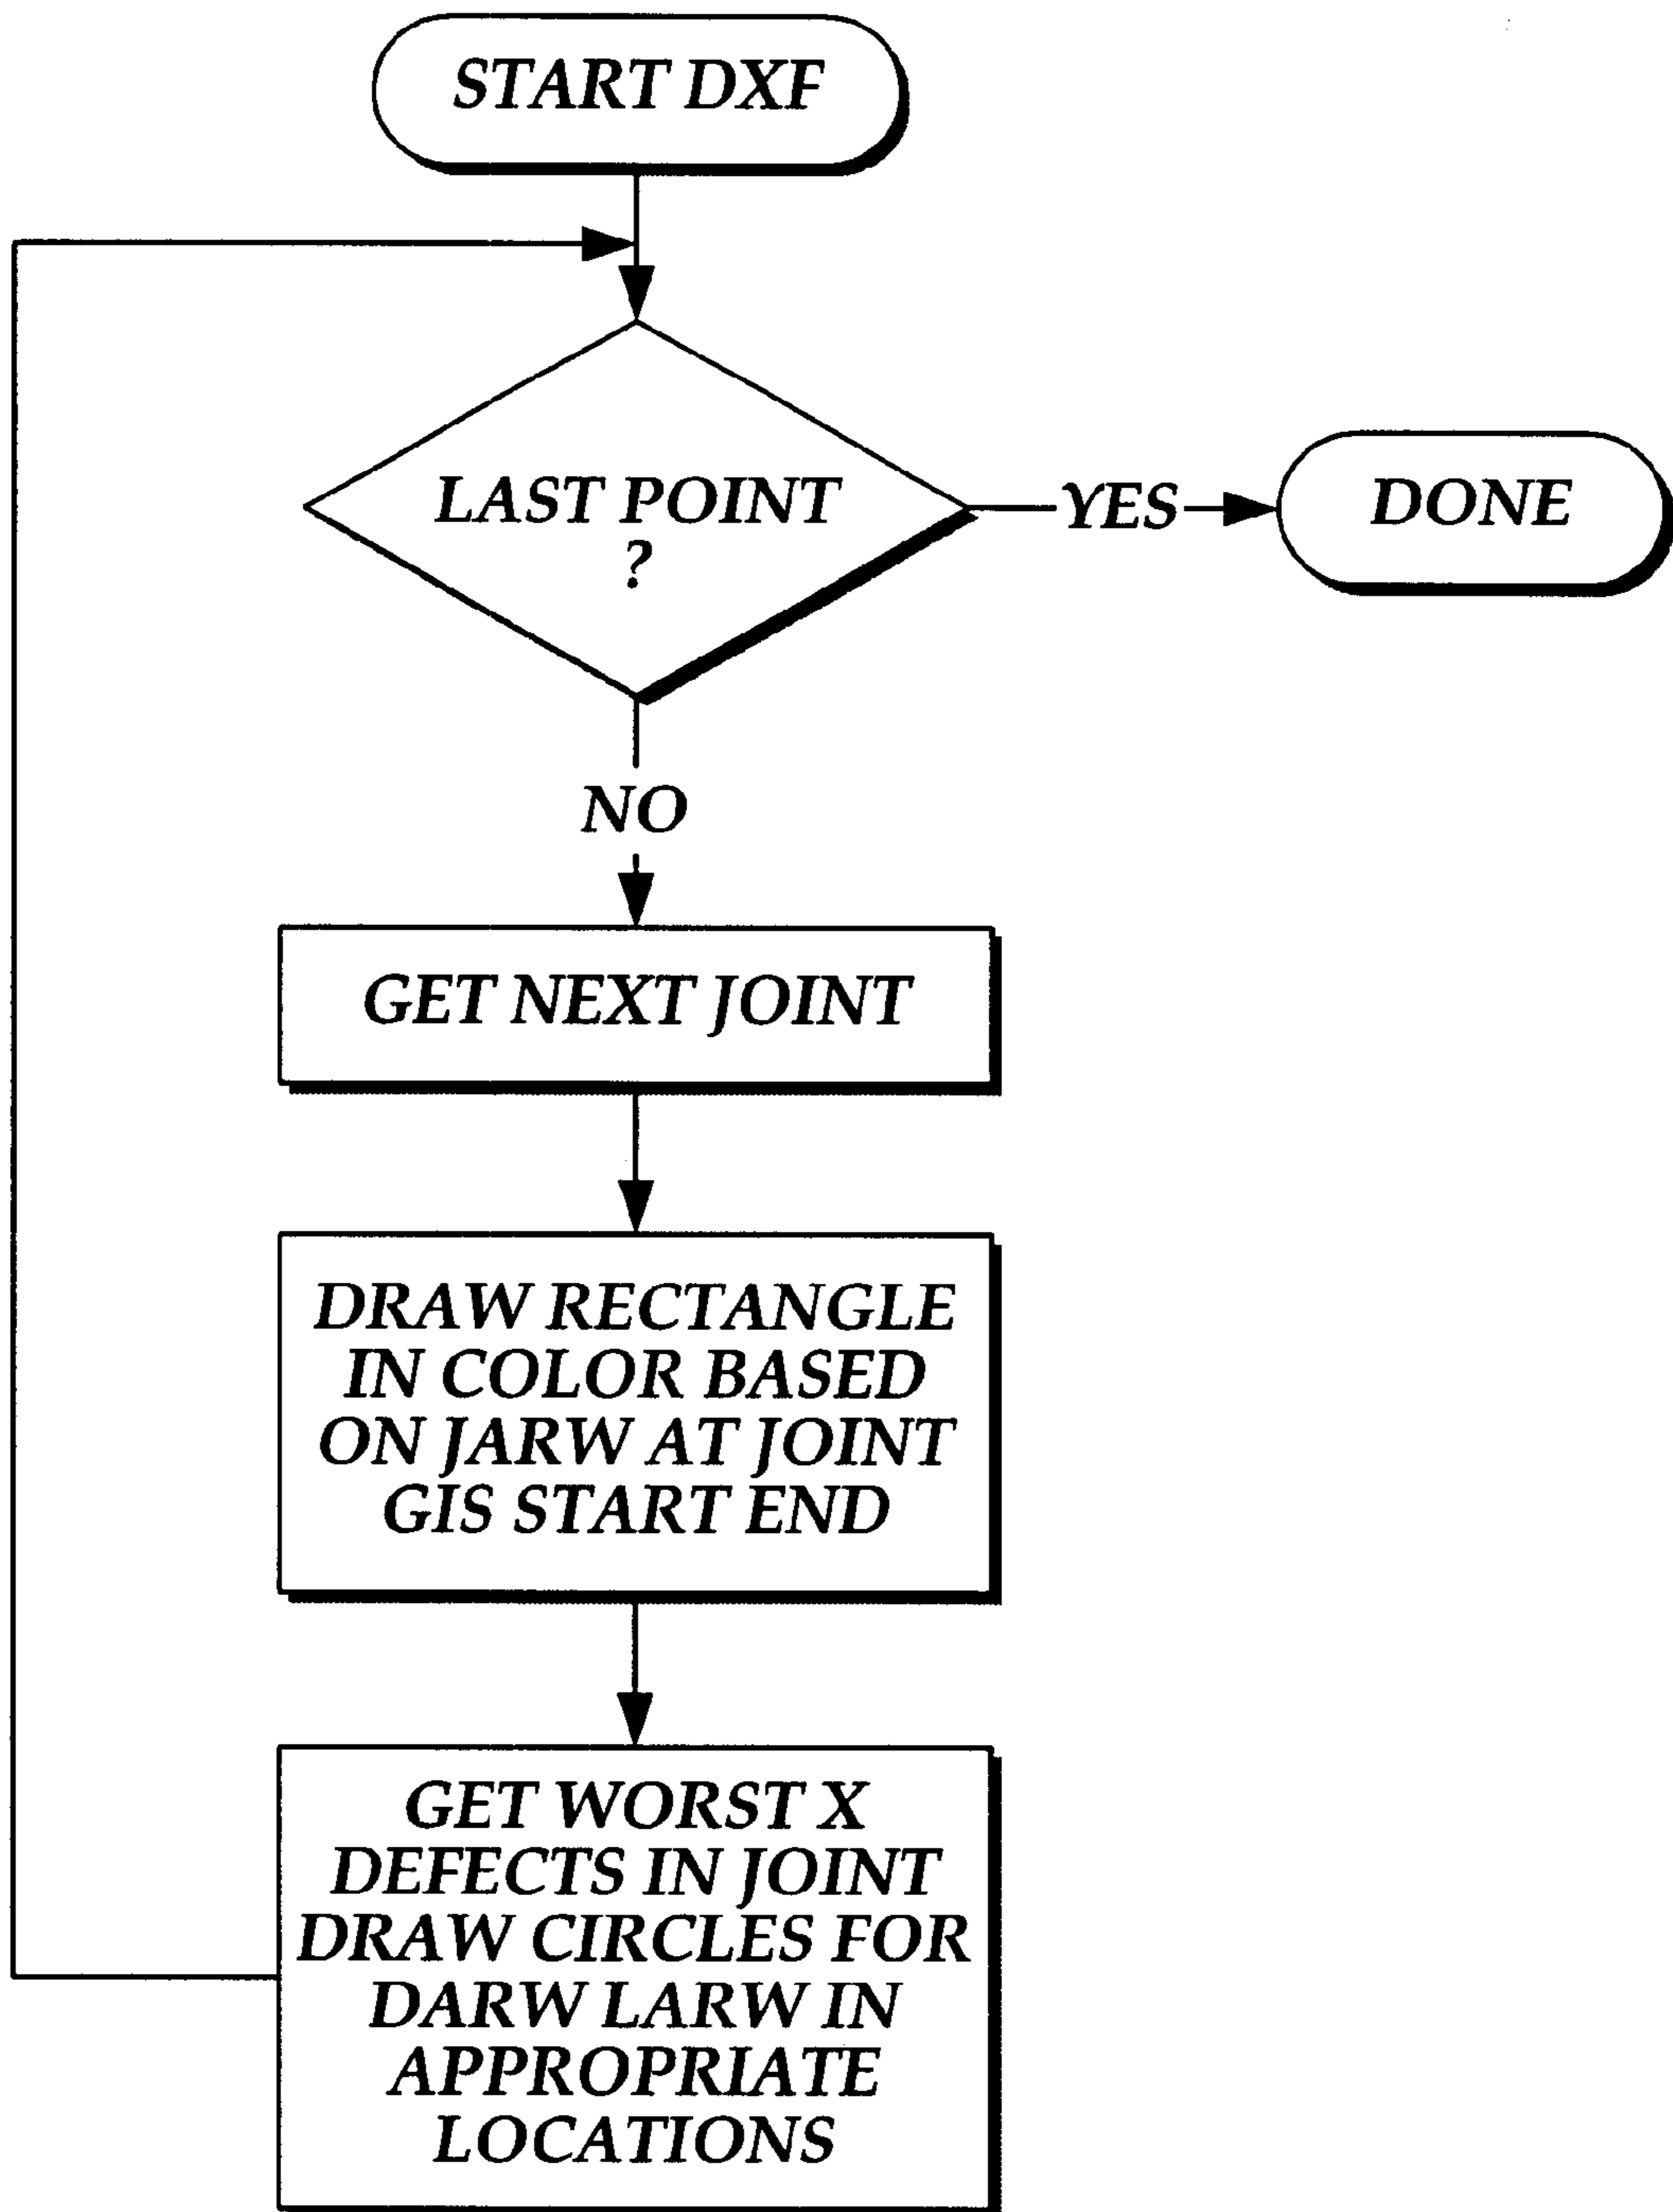 START DXF
LAST POINT
?
YES
DONE
NO
GET NEXT JOINT
DRAW RECTANGLE
IN COLOR BASED
ON JARW AT JOINT
GIS START END
GET WORST X
DEFECTS IN JOINT
DRAW CIRCLES FOR
DARW LARW IN
APPROPRIATE
LOCATIONS